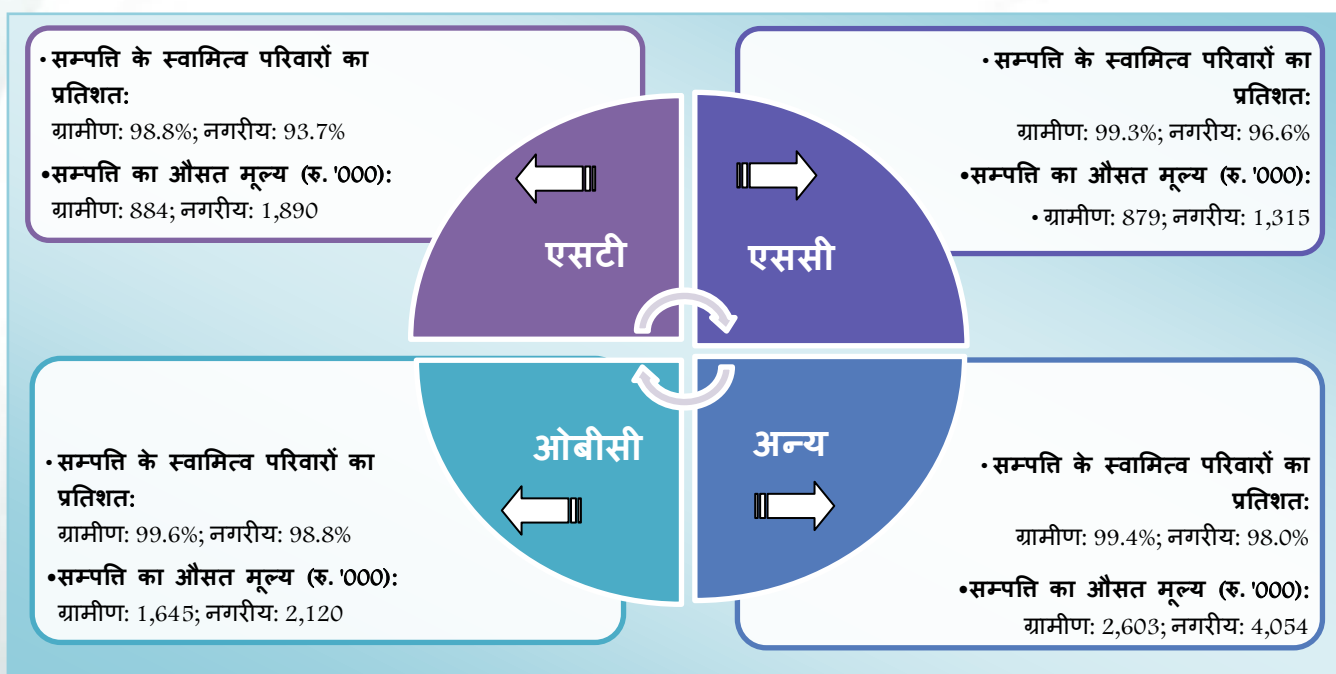 • सम्पत्ति के स्वामित्व परिवारों का
प्रतिशत:
ग्रामीण: 98.8%; नगरीय: 93.7%
•सम्पत्ति का औसत मूल्य (रु. '000):
ग्रामीण: 884; नगरीय: 1,890
• सम्पत्ति के स्वामित्व परिवारों का
प्रतिशत:
ग्रामीण: 99.3%; नगरीय: 96.6%
•सम्पत्ति का औसत मूल्य (रु. '000):
• ग्रामीण: 879; नगरीय: 1,315
एसटी
एससी
ओबीसी
अन्य
• सम्पत्ति के स्वामित्व परिवारों का
प्रतिशत:
ग्रामीण: 99.6%; नगरीय: 98.8%
•सम्पत्ति का औसत मूल्य (रु. '000):
ग्रामीण: 1,645; नगरीय: 2,120
• सम्पत्ति के स्वामित्व परिवारों का
प्रतिशत:
ग्रामीण: 99.4%; नगरीय: 98.0%
•सम्पत्ति का औसत मूल्य (रु. '000):
ग्रामीण: 2,603; नगरीय: 4,054